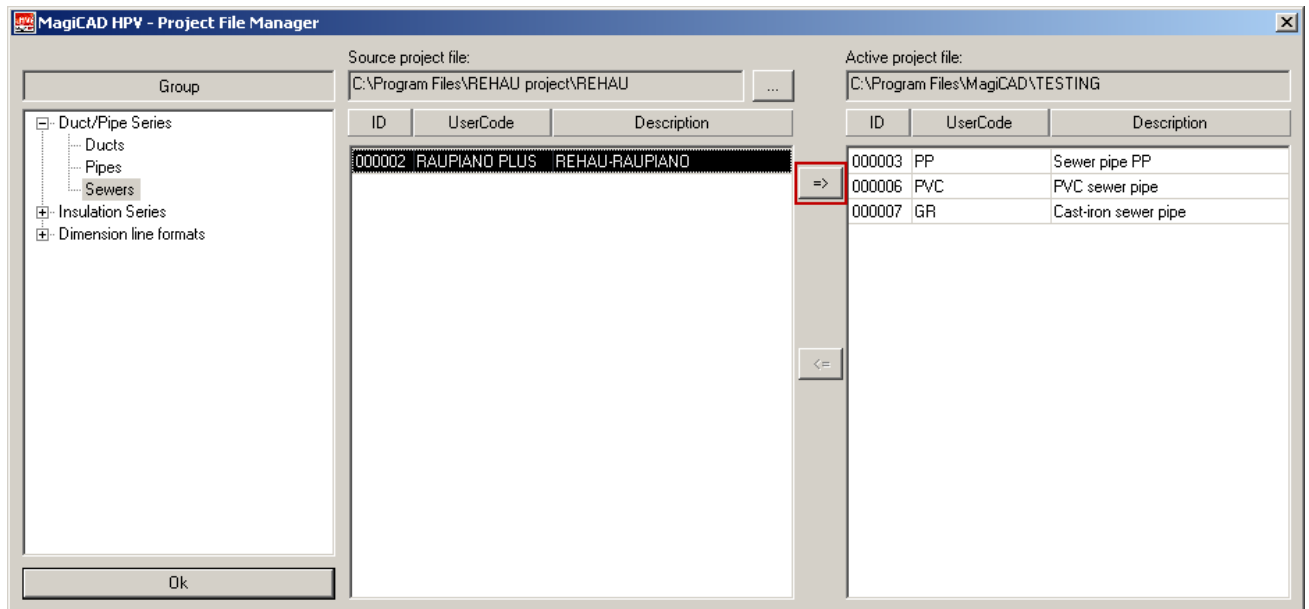 MagiCAD HPV - Project File Manager
Source project file:
Active project file:
Group
C:\Program Files\REHAU project\REHAU
...
C:\Program Files\MagiCAD\TESTING
Duct/Pipe Series
Ducts
Pipes
Sewers
Insulation Series
Dimension line formats
ID UserCode Description
000002 RAUPIANO PLUS REHAU-RAUPIANO
=>
<=
ID UserCode Description
000003 PP Sewer pipe PP
000006 PVC PVC sewer pipe
000007 GR Cast-iron sewer pipe
Ok